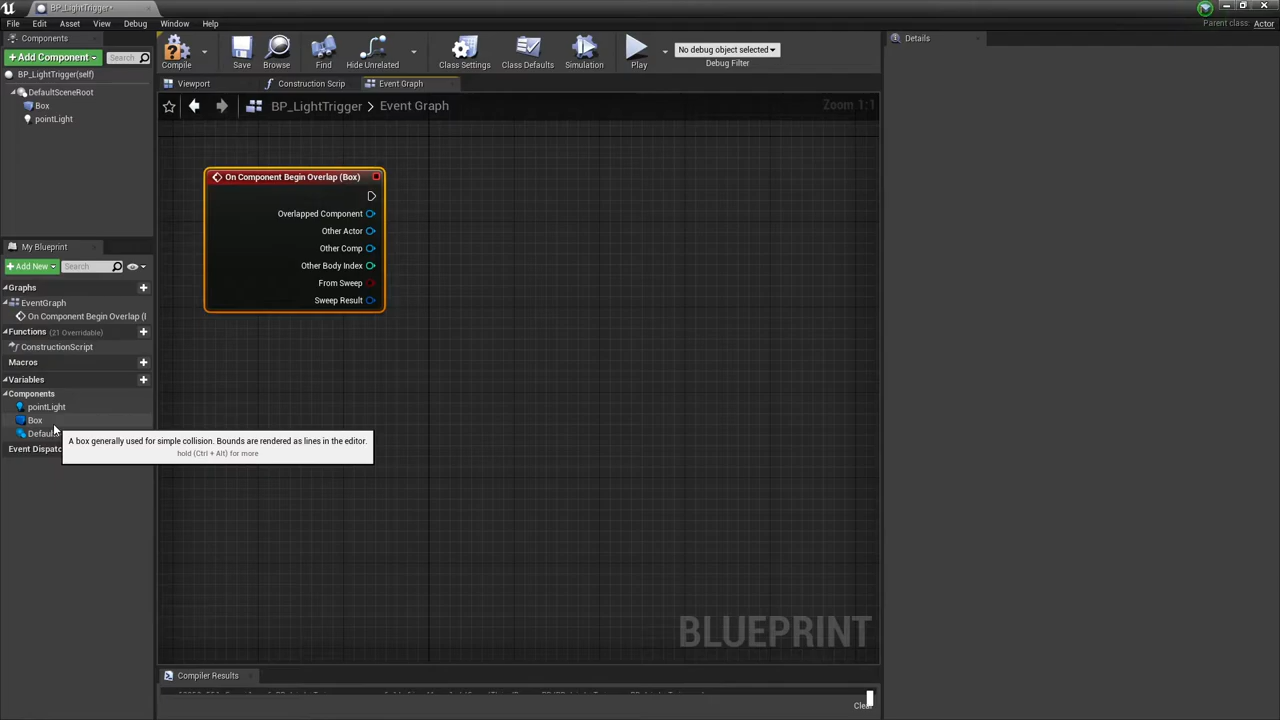 BP_LightTrigger*
File Edit Asset View Debug Window Help
Parent class: Actor
Components
+Add Component
Search
BP_LightTrigger(self)
DefaultSceneRoot
Box
pointLight
My Blueprint
+Add New
Search
Graphs
EventGraph
On Component Begin Overlap (
Functions (21 Overridable)
ConstructionScript
Macros
Variables
Components
pointLight
Box
Defaul
Event Dispatc
A box generally used for simple collision. Bounds are rendered as lines in the editor.
hold (Ctrl + Alt) for more
Compile
Save
Browse
Find
Hide Unrelated
Class Settings
Class Defaults
Simulation
Play
No debug object selected
Debug Filter
Viewport
Construction Scrip
Event Graph
BP_LightTrigger > Event Graph
Zoom 1:1
On Component Begin Overlap (Box)
Overlapped Component
Other Actor
Other Comp
Other Body Index
From Sweep
Sweep Result
BLUEPRINT
Compiler Results
Clea
Details